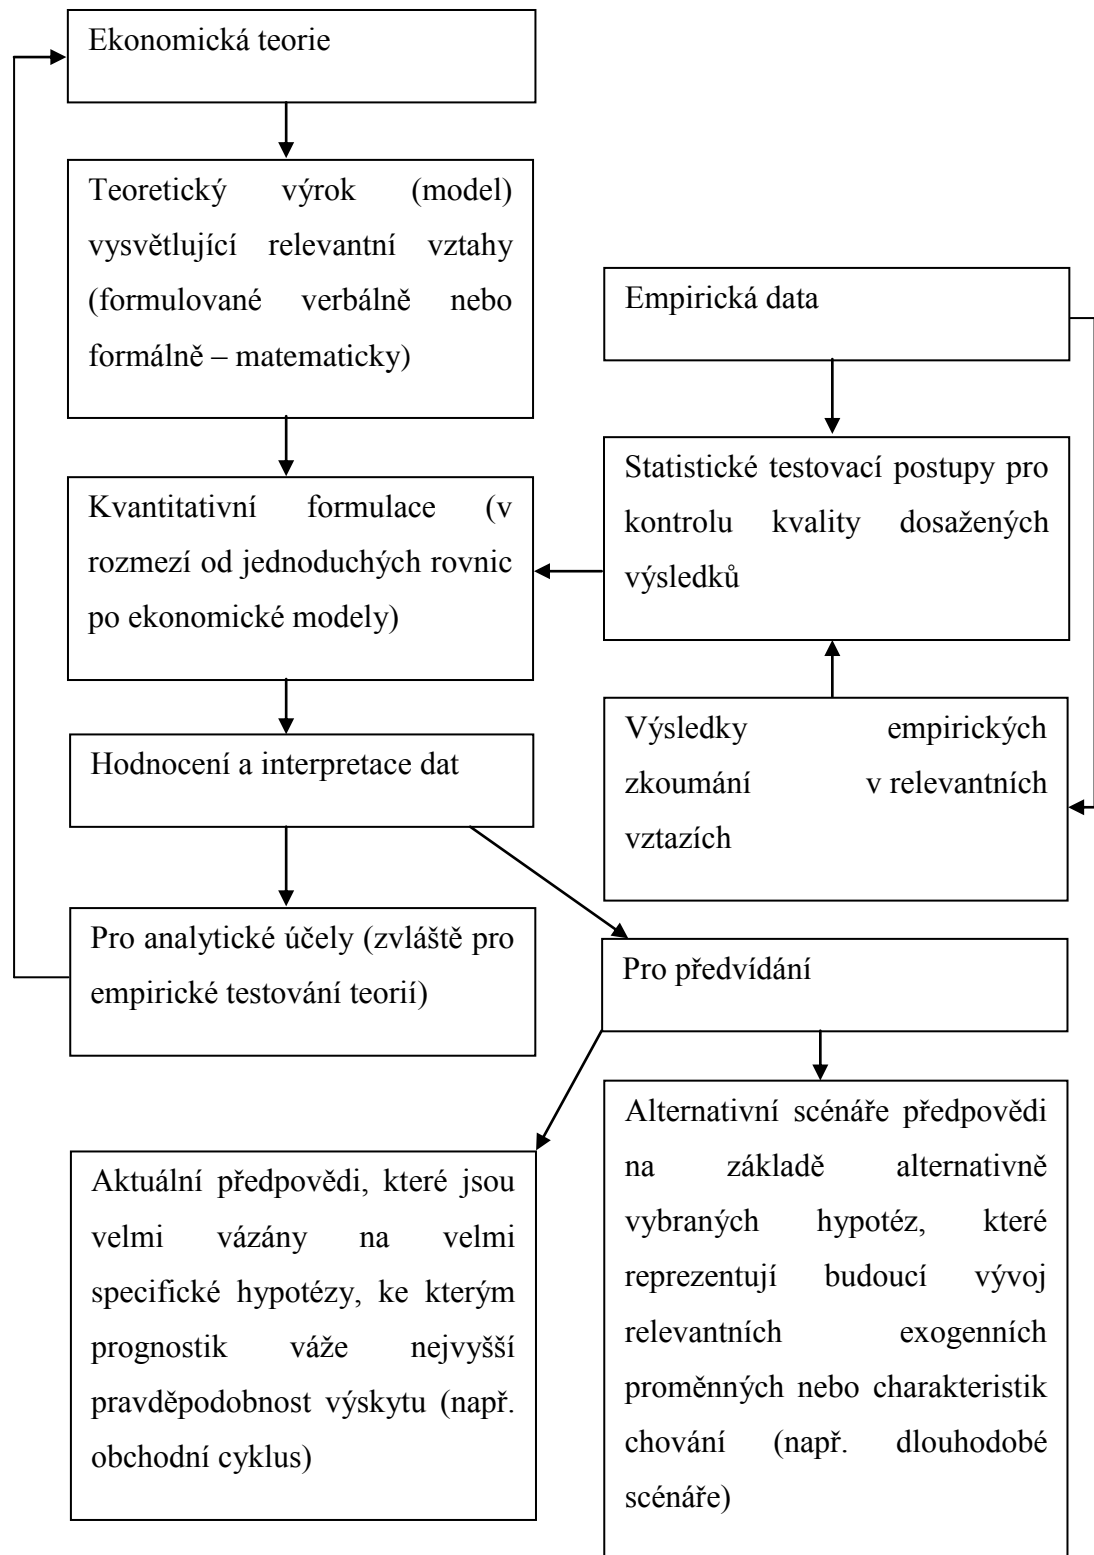 Ekonomická teorie
Teoretický výrok (model)
vysvětlující relevantní vztahy
(formulované verbálně nebo
formálně – matematicky)
Empirická data
Statistické testovací postupy pro
kontrolu kvality dosažených
výsledků
Kvantitativní formulace (v
rozmezí od jednoduchých rovnic
po ekonomické modely)
Výsledky empirických
zkoumání v relevantních
vztazích
Hodnocení a interpretace dat
Pro analytické účely (zvláště pro
empirické testování teorií)
Pro předvídání
Aktuální předpovědi, které jsou
velmi vázány na velmi
specifické hypotézy, ke kterým
prognostik váže nejvyšší
pravděpodobnost výskytu (např.
obchodní cyklus)
Alternativní scénáře předpovědi
na základě alternativně
vybraných hypotéz, které
reprezentují budoucí vývoj
relevantních exogenních
proměnných nebo charakteristik
chování (např. dlouhodobé
scénáře)